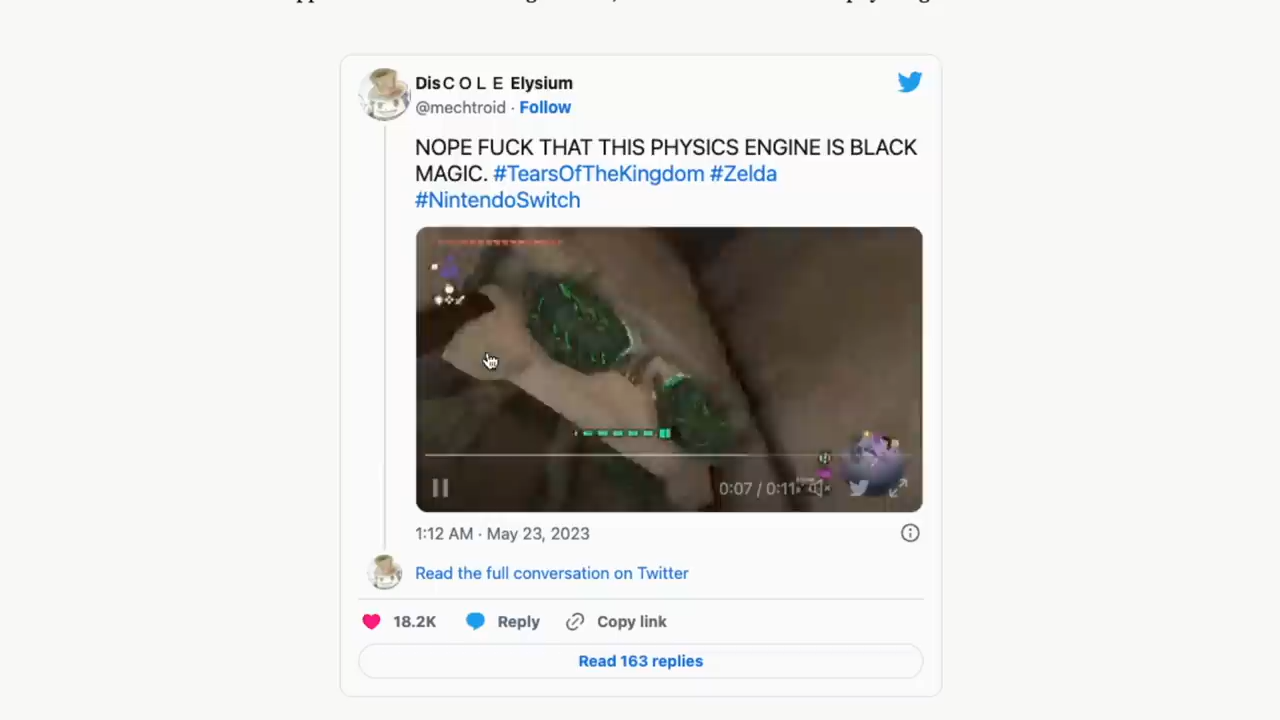 DisC O L E Elysium
@mechtroid · Follow
NOPE FUCK THAT THIS PHYSICS ENGINE IS BLACK
MAGIC. #TearsOfTheKingdom #Zelda
#NintendoSwitch
0:07 / 0:11
1:12 AM · May 23, 2023
Read the full conversation on Twitter
18.2K Reply Copy link
Read 163 replies